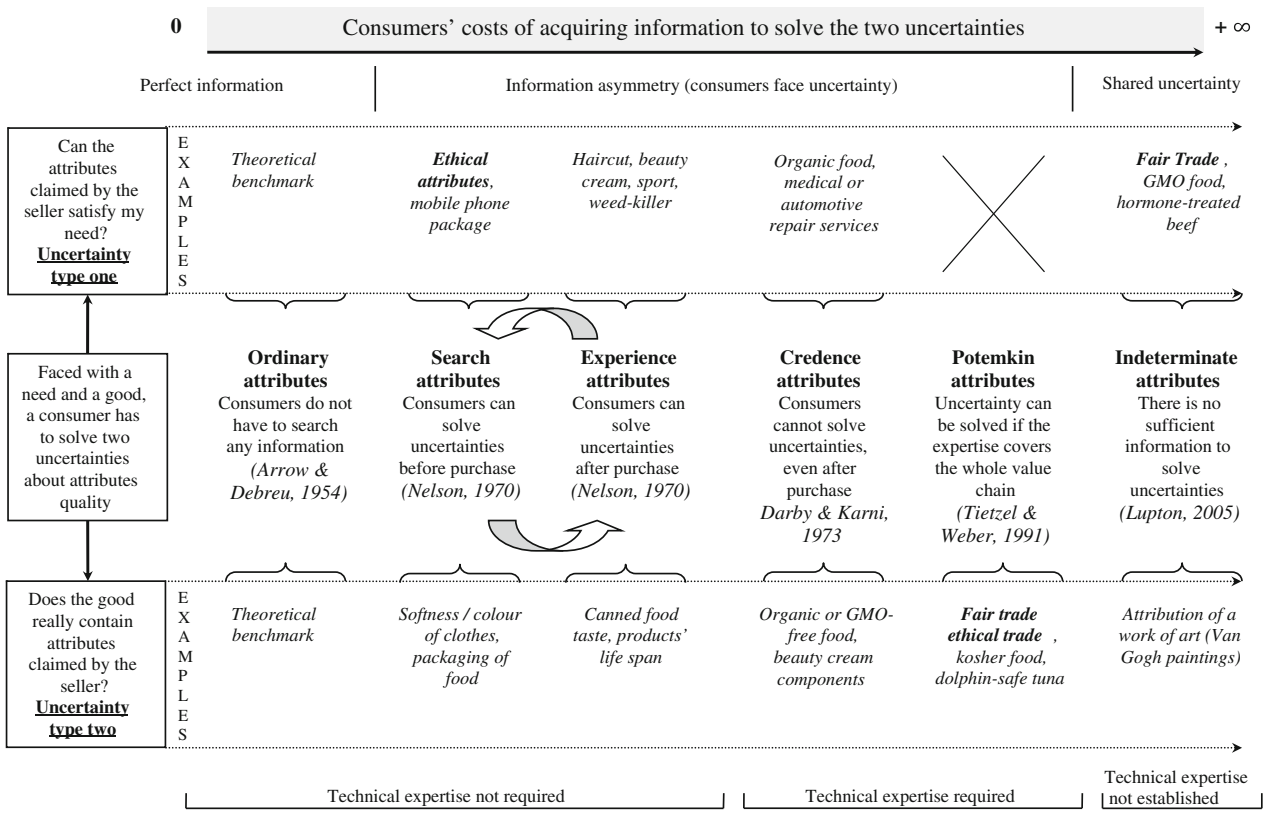 0
Consumers’ costs of acquiring information to solve the two uncertainties
+ ∞
Perfect information
Information asymmetry (consumers face uncertainty)
Shared uncertainty
Can the
attributes
claimed by the
seller satisfy my
need?
Uncertainty
type one
E
X
A
M
P
L
E
S
Theoretical
benchmark
Ethical
attributes,
mobile phone
package
Haircut, beauty
cream, sport,
weed-killer
Organic food,
medical or
automotive
repair services
Fair Trade ,
GMO food,
hormone-treated
beef
Faced with a
need and a good,
a consumer has
to solve two
uncertainties
about attributes
quality
Ordinary
attributes
Consumers do not
have to search
any information
(Arrow &
Debreu, 1954)
Search
attributes
Consumers can
solve
uncertainties
before purchase
(Nelson, 1970)
Experience
attributes
Consumers can
solve
uncertainties
after purchase
(Nelson, 1970)
Credence
attributes
Consumers
cannot solve
uncertainties,
even after
purchase
Darby & Karni,
1973
Potemkin
attributes
Uncertainty can
be solved if the
expertise covers
the whole value
chain
(Tietzel &
Weber, 1991)
Indeterminate
attributes
There is no
sufficient
information to
solve
uncertainties
(Lupton, 2005)
Does the good
really contain
attributes
claimed by the
seller?
Uncertainty
type two
E
X
A
M
P
L
E
S
Theoretical
benchmark
Softness / colour
of clothes,
packaging of
food
Canned food
taste, products’
life span
Organic or GMO-
free food,
beauty cream
components
Fair trade
ethical trade ,
kosher food,
dolphin-safe tuna
Attribution of a
work of art (Van
Gogh paintings)
Technical expertise not required
Technical expertise required
Technical expertise
not established